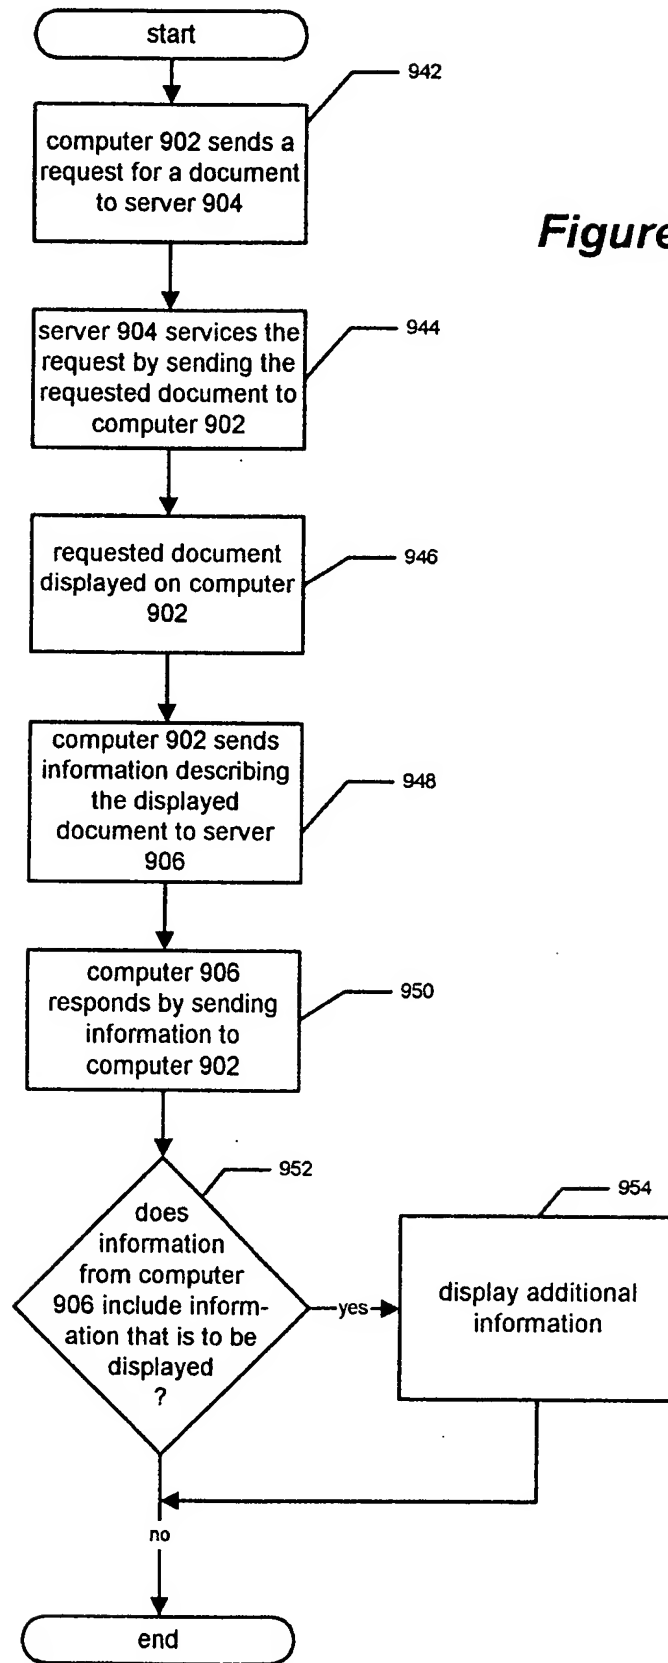 start
942
computer 902 sends a
request for a document
to server 904
Figure
server 904 services the
request by sending the
requested document to
computer 902
944
requested document
displayed on computer
902
946
computer 902 sends
information describing
the displayed
document to server
906
948
computer 906
responds by sending
information to
computer 902
950
952
does
information
from computer
906 include inform-
ation that is to be
displayed
?
yes
954
display additional
information
no
end